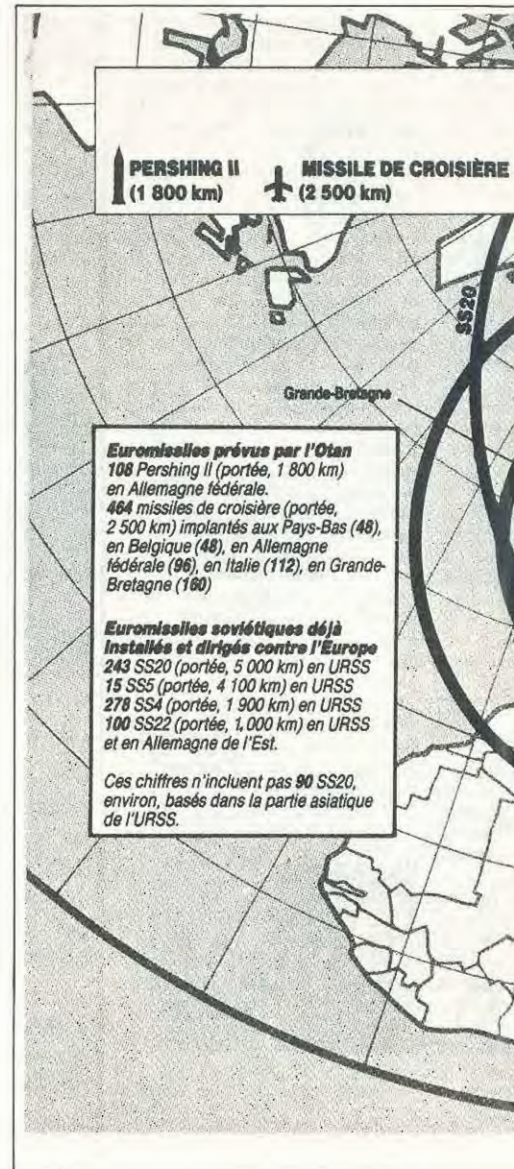 PERSHING II
(1 800 km)
MISSILE DE CROISIÈRE
(2 500 km)
SS20
Grande-Bretagne
Euromissiles prévus par l'Otan
108 Pershing II (portée, 1 800 km)
en Allemagne fédérale.
464 missiles de croisière (portée,
2 500 km) implantés aux Pays-Bas (48),
en Belgique (48), en Allemagne
fédérale (96), en Italie (112), en Grande-
Bretagne (160)
Euromissiles soviétiques déjà
installés et dirigés contre l'Europe
243 SS20 (portée, 5 000 km) en URSS
15 SS5 (portée, 4 100 km) en URSS
278 SS4 (portée, 1 900 km) en URSS
100 SS22 (portée, 1,000 km) en URSS
et en Allemagne de l'Est.
Ces chiffres n'incluent pas 90 SS20,
environ, basés dans la partie asiatique
de l'URSS.